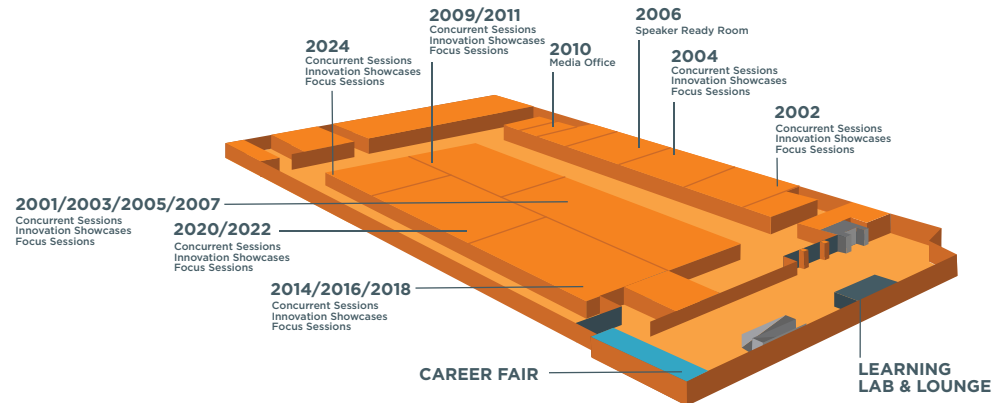 2009/2011
Concurrent Sessions
Innovation Showcases
Focus Sessions
2006
Speaker Ready Room
2024
Concurrent Sessions
Innovation Showcases
Focus Sessions
2010
Media Office
2004
Concurrent Sessions
Innovation Showcases
Focus Sessions
2002
Concurrent Sessions
Innovation Showcases
Focus Sessions
2001/2003/2005/2007
Concurrent Sessions
Innovation Showcases
Focus Sessions
2020/2022
Concurrent Sessions
Innovation Showcases
Focus Sessions
2014/2016/2018
Concurrent Sessions
Innovation Showcases
Focus Sessions
CAREER FAIR
LEARNING
LAB & LOUNGE